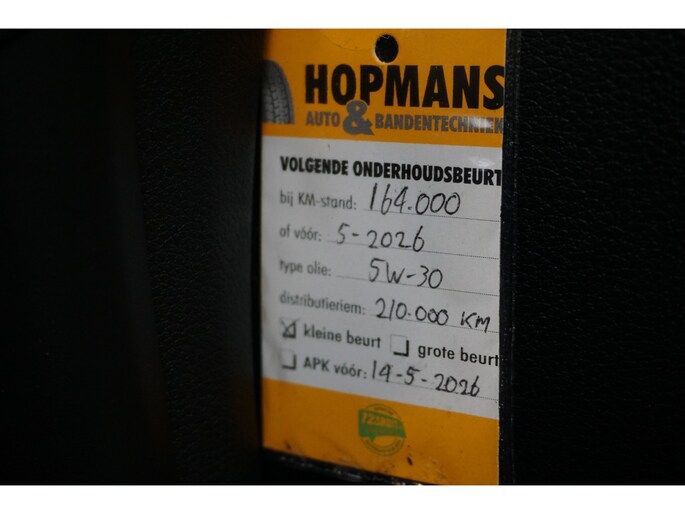 HOPMANS
AUTO & BANDENTECHNIEK
VOLGENDE ONDERHOUDSBEURT
bij KM-stand: 164.000
of vóór: 5-2026
type olie: 5W-30
distributieriem: 210.000 KM
kleine beurt grote beurt
APK vóór: 14-5-2026